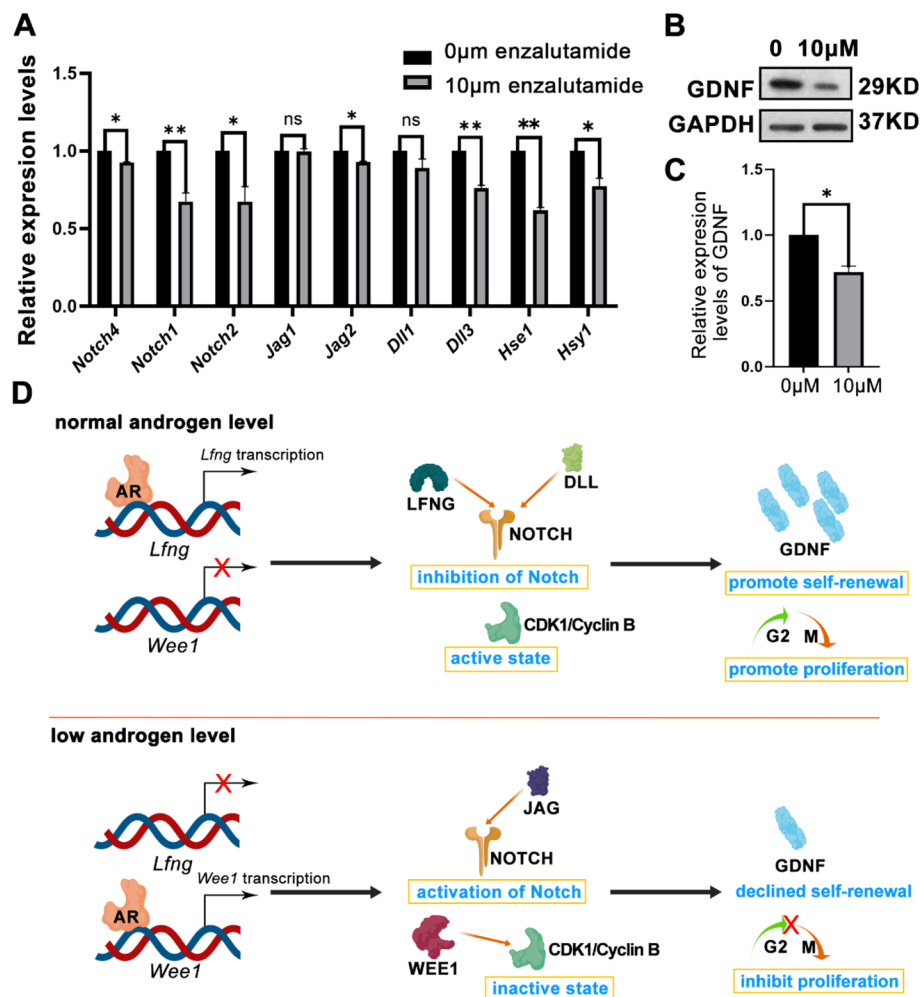 A
0μm enzalutamide
10μm enzalutamide
Relative expresion levels
1.5
1.0
0.5
0.0
* ** * ns * ns ** ** *
Notch4 Notch1 Notch2 Jag1 Jag2 Dll1 Dll3 Hse1 Hsy1
B
0 10μM
GDNF 29KD
GAPDH 37KD
C
Relative expresion
levels of GDNF
1.5
1.0
0.5
0.0
*
0μM 10μM
D
normal androgen level
Lfng transcription
AR
Lfng
X
Wee1
LFNG
DLL
NOTCH
inhibition of Notch
CDK1/Cyclin B
active state
GDNF
promote self-renewal
G2 M
promote proliferation
low androgen level
X
Lfng
Wee1 transcription
AR
Wee1
JAG
NOTCH
activation of Notch
WEE1
CDK1/Cyclin B
inactive state
GDNF
declined self-renewal
X
G2 M
inhibit proliferation